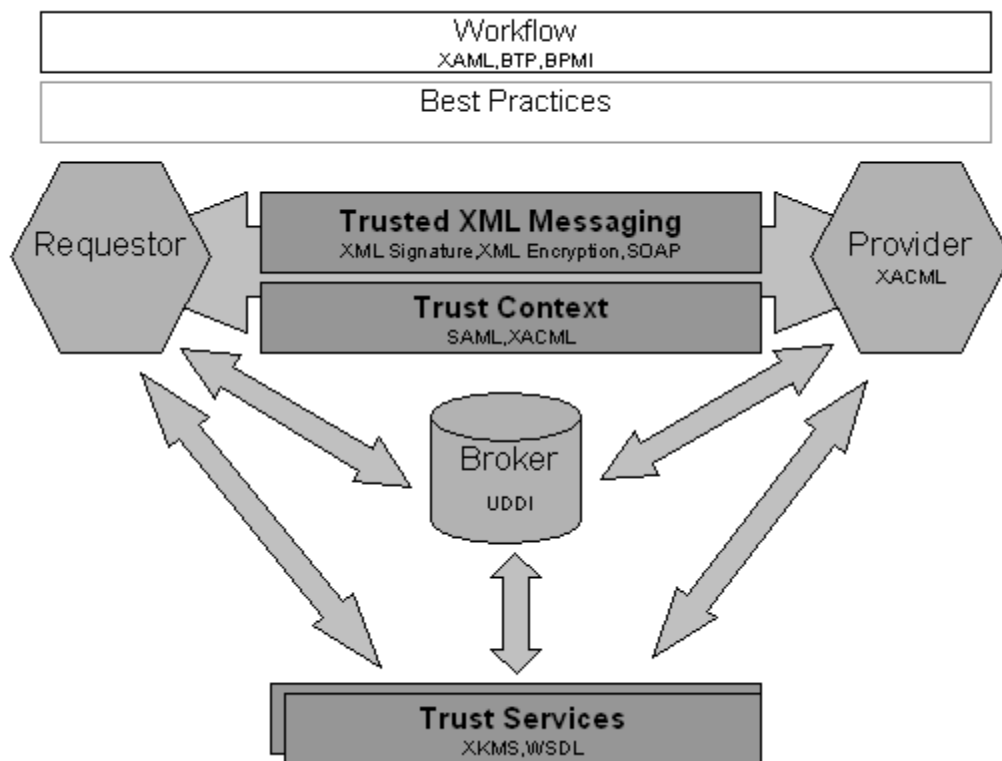 Workflow
XAML,BTP,BPMI
Best Practices
Requestor
Trusted XML Messaging
XML Signature,XML Encryption,SOAP
Provider
XACML
Trust Context
SAML,XACML
Broker
UDDI
Trust Services
XKMS,WSDL